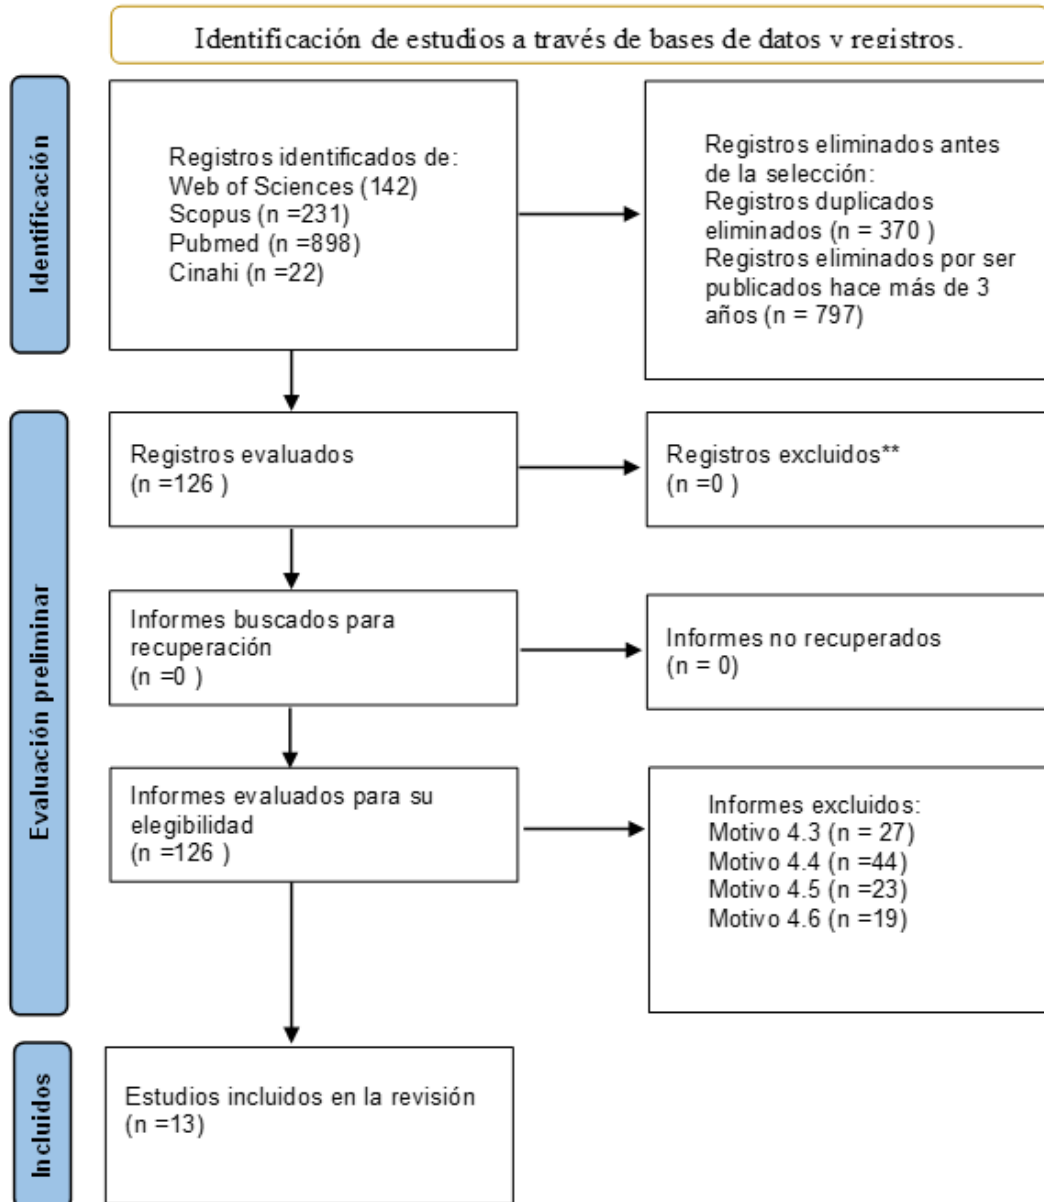 Identificación de estudios a través de bases de datos y registros.
Identificación
Registros identificados de:
Web of Sciences (142)
Scopus (n =231)
Pubmed (n =898)
Cinahi (n =22)
Registros eliminados antes
de la selección:
Registros duplicados
eliminados (n = 370 )
Registros eliminados por ser
publicados hace más de 3
años (n = 797)
Evaluación preliminar
Registros evaluados
(n =126 )
Registros excluidos**
(n =0 )
Informes buscados para
recuperación
(n =0 )
Informes no recuperados
(n = 0)
Informes evaluados para su
elegibilidad
(n =126 )
Informes excluidos:
Motivo 4.3 (n = 27)
Motivo 4.4 (n =44)
Motivo 4.5 (n =23)
Motivo 4.6 (n =19)
Incluidos
Estudios incluidos en la revisión
(n =13)